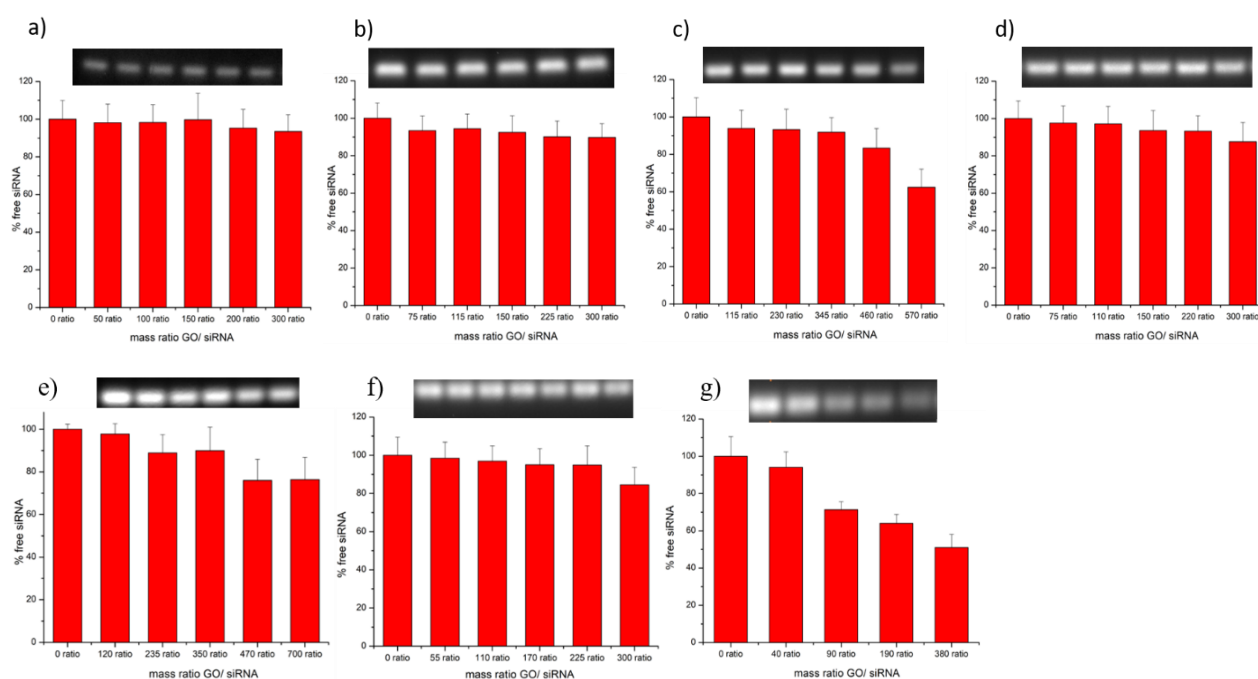 a)
120
100
80
60
40
20
0
% free siRNA
0 ratio 50 ratio 100 ratio 150 ratio 200 ratio 300 ratio
mass ratio GO/ siRNA
b)
120
100
80
60
40
20
0
% free siRNA
0 ratio 75 ratio 115 ratio 150 ratio 225 ratio 300 ratio
mass ratio GO/ siRNA
c)
120
100
80
60
40
20
0
% free siRNA
0 ratio 115 ratio 230 ratio 345 ratio 460 ratio 570 ratio
mass ratio GO/ siRNA
d)
120
100
80
60
40
20
0
% free siRNA
0 ratio 75 ratio 110 ratio 150 ratio 220 ratio 300 ratio
mass ratio GO/ siRNA
e)
100
80
60
40
20
0
% free siRNA
0 ratio 120 ratio 235 ratio 350 ratio 470 ratio 700 ratio
mass ratio GO/ siRNA
f)
120
100
80
60
40
20
0
% free siRNA
0 ratio 55 ratio 110 ratio 170 ratio 225 ratio 300 ratio
mass ratio GO/ siRNA
g)
120
100
80
60
40
20
0
% free siRNA
0 ratio 40 ratio 90 ratio 190 ratio 380 ratio
mass ratio GO/ siRNA